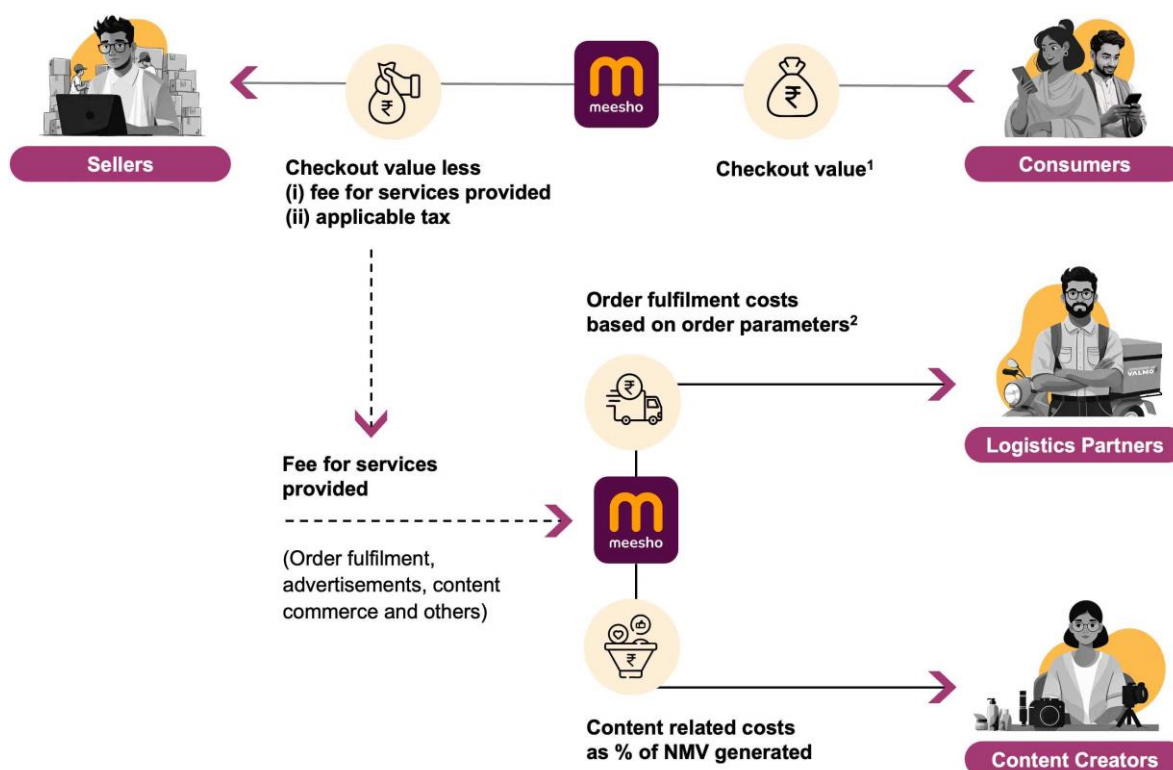 meesho
Sellers
Consumers
Checkout value less
(i) fee for services provided
(ii) applicable tax
Checkout value¹
Order fulfilment costs
based on order parameters²
VALMO
Logistics Partners
Fee for services
provided
meesho
(Order fulfilment,
advertisements, content
commerce and others)
Content related costs
as % of NMV generated
Content Creators